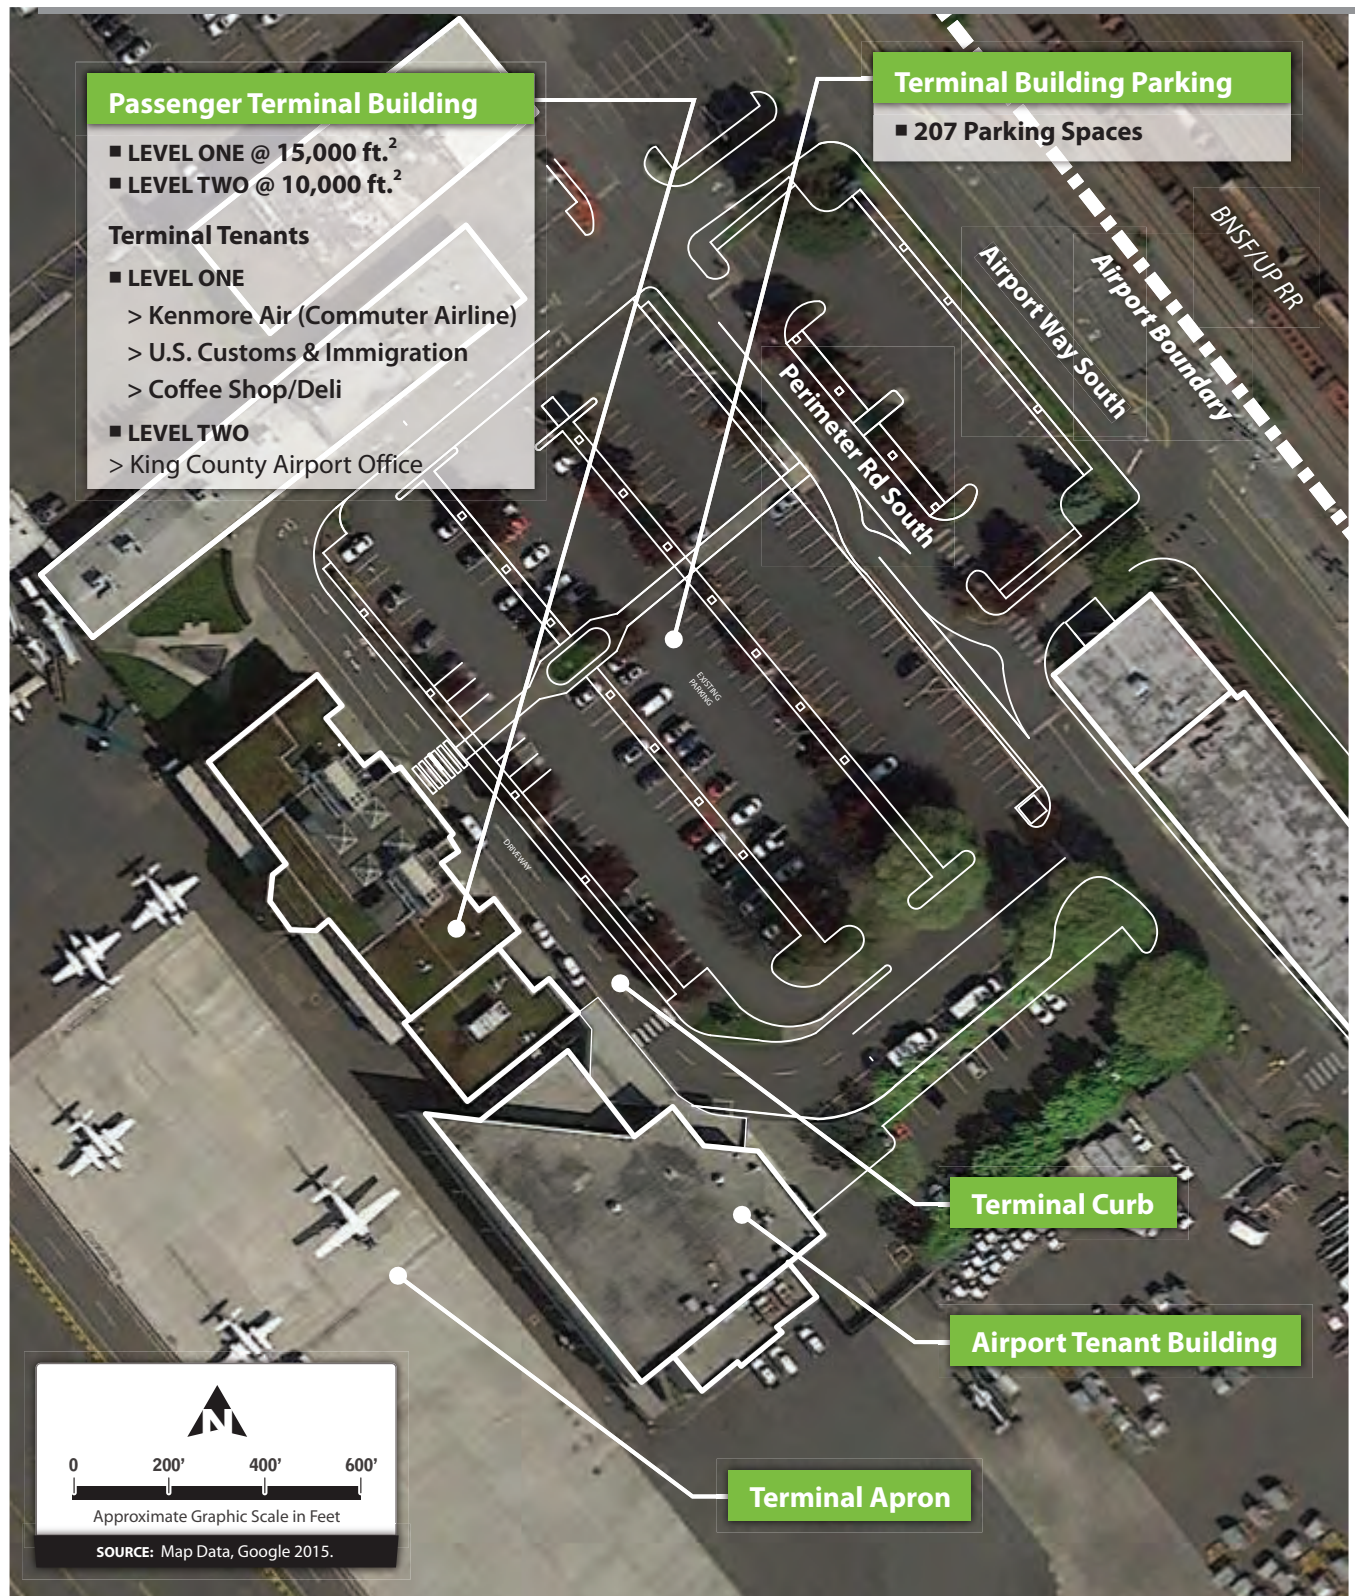 Passenger Terminal Building
■ LEVEL ONE @ 15,000 ft.²
■ LEVEL TWO @ 10,000 ft.²
Terminal Tenants
■ LEVEL ONE
> Kenmore Air (Commuter Airline)
> U.S. Customs & Immigration
> Coffee Shop/Deli
■ LEVEL TWO
> King County Airport Office
Terminal Building Parking
■ 207 Parking Spaces
BNSF/UP RR
Airport Boundary
Airport Way South
Perimeter Rd South
EXISTING
PARKING
DRIVEWAY
Terminal Curb
Airport Tenant Building
Terminal Apron
N
0 200' 400' 600'
Approximate Graphic Scale in Feet
SOURCE: Map Data, Google 2015.